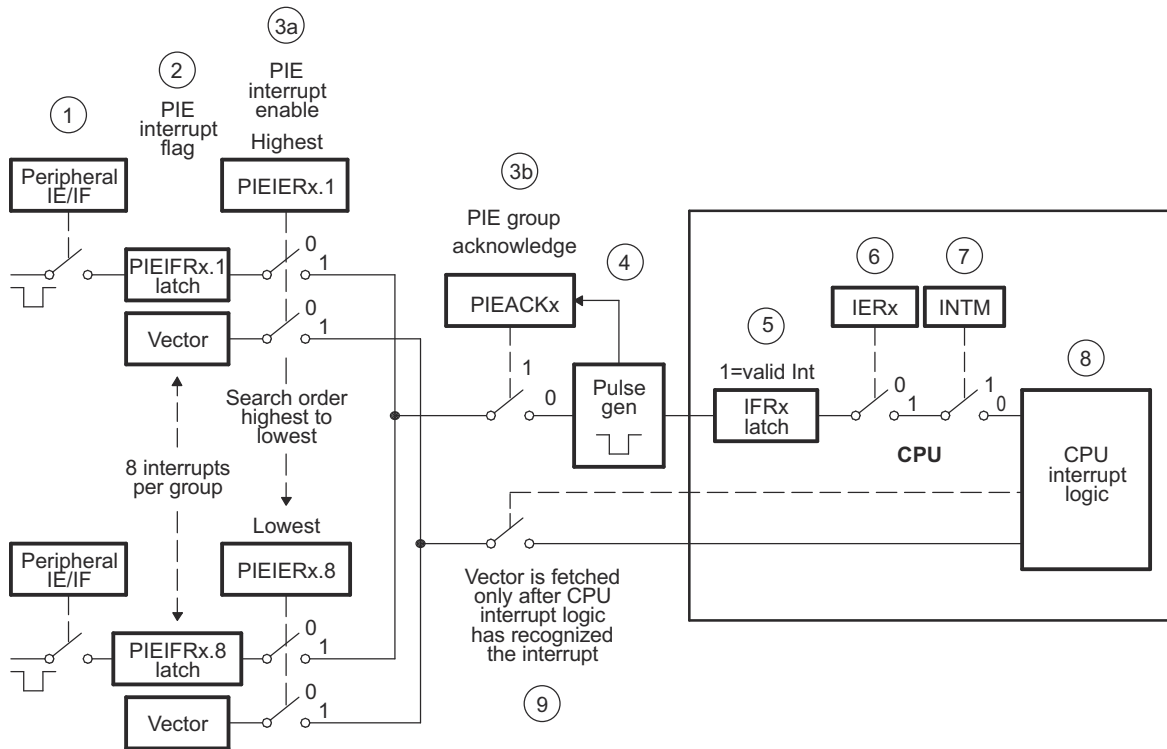 1
2
PIE
interrupt
flag
3a
PIE
interrupt
enable
Highest
Peripheral
IE/IF
PIEIERx.1
PIEIFRx.1
latch
0
1
Vector
0
1
8 interrupts
per group
Search order
highest to
lowest
Lowest
Peripheral
IE/IF
PIEIERx.8
PIEIFRx.8
latch
0
1
Vector
0
1
3b
PIE group
acknowledge
PIEACKx
1
0
4
Pulse
gen
5
1=valid Int
IFRx
latch
6
IERx
0
1
7
INTM
1
0
CPU
8
CPU
interrupt
logic
Vector is fetched
only after CPU
interrupt logic
has recognized
the interrupt
9